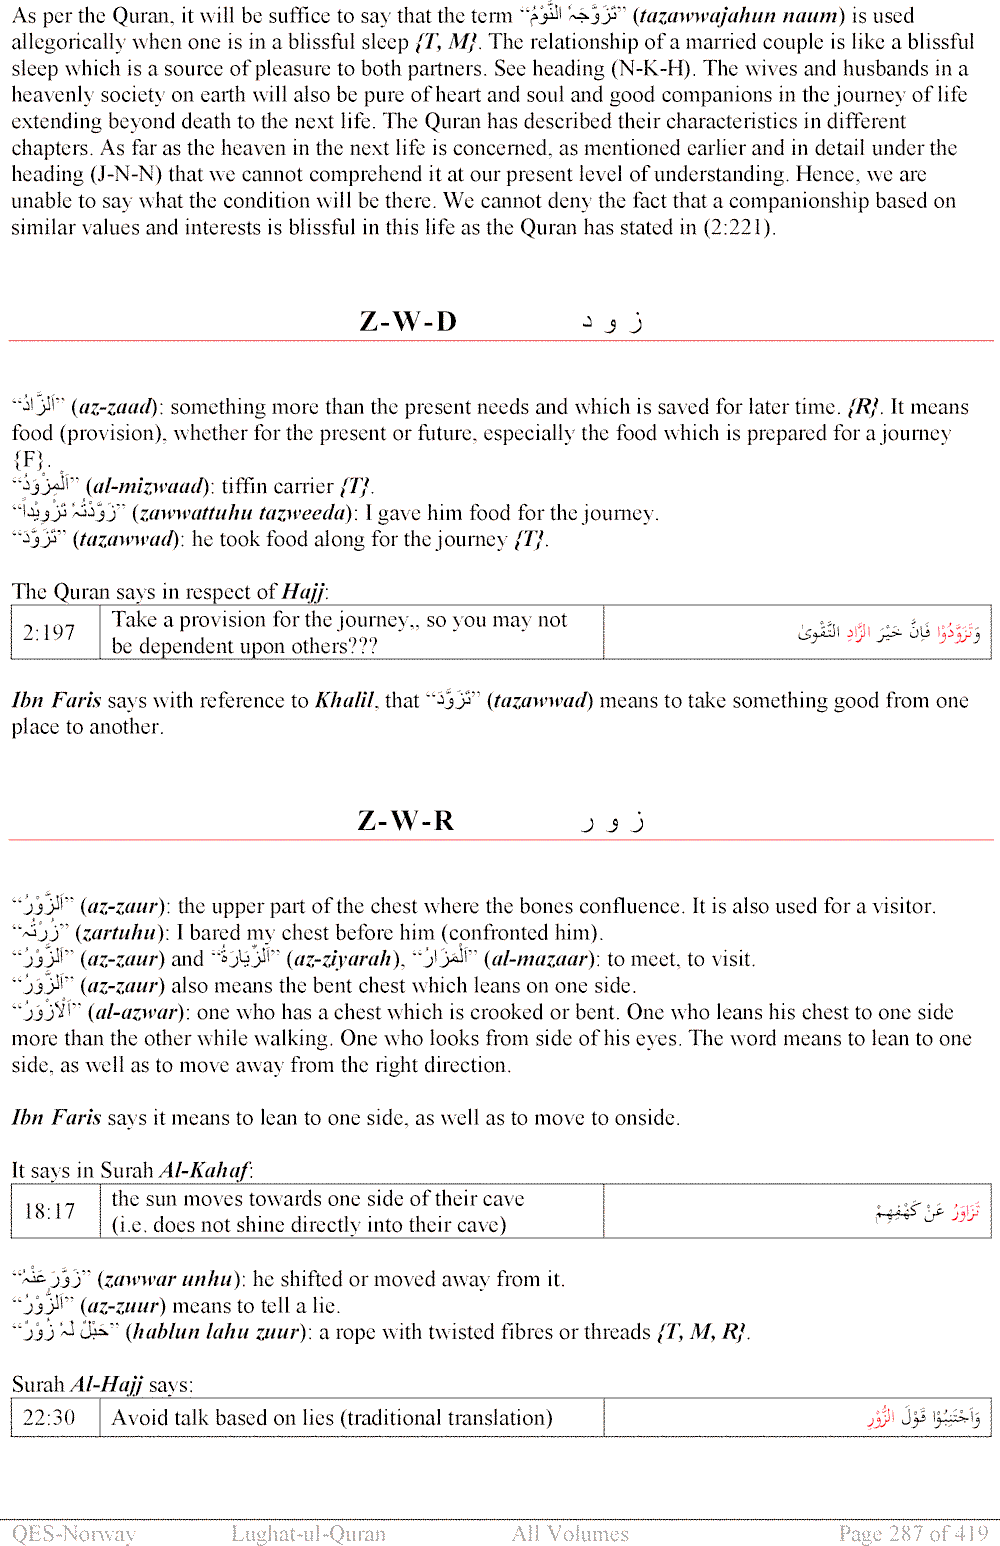 As per the Quran, it will be suffice to say that the term “تَزَوَّجَہُ النَّوْمُ” (tazawwajahun naum) is used
allegorically when one is in a blissful sleep {T, M}. The relationship of a married couple is like a blissful
sleep which is a source of pleasure to both partners. See heading (N-K-H). The wives and husbands in a
heavenly society on earth will also be pure of heart and soul and good companions in the journey of life
extending beyond death to the next life. The Quran has described their characteristics in different
chapters. As far as the heaven in the next life is concerned, as mentioned earlier and in detail under the
heading (J-N-N) that we cannot comprehend it at our present level of understanding. Hence, we are
unable to say what the condition will be there. We cannot deny the fact that a companionship based on
similar values and interests is blissful in this life as the Quran has stated in (2:221).
Z-W-D ز و د
“اَلزَّادُ” (az-zaad): something more than the present needs and which is saved for later time. {R}. It means
food (provision), whether for the present or future, especially the food which is prepared for a journey
{F}.
“اَلْمِزْوَدُ” (al-mizwaad): tiffin carrier {T}.
“زَوَّدْتُہُ تَزْوِيْداً” (zawwattuhu tazweeda): I gave him food for the journey.
“تَزَوَّدَ” (tazawwad): he took food along for the journey {T}.
The Quran says in respect of Hajj:
2:197 Take a provision for the journey,, so you may not be dependent upon others??? وَتَزَوَّدُوْا فَاِنَّ خَيْرَ الزَّادِ التَّقْوىٰ
Ibn Faris says with reference to Khalil, that “تَزَوَّدَ” (tazawwad) means to take something good from one
place to another.
Z-W-R ز و ر
“اَلزَّوْرُ” (az-zaur): the upper part of the chest where the bones confluence. It is also used for a visitor.
“زُرْتُہ” (zartuhu): I bared my chest before him (confronted him).
“اَلزَّوْرُ” (az-zaur) and “اَلزِّيَارَةُ” (az-ziyarah), “اَلْمَزَارُ” (al-mazaar): to meet, to visit.
“اَلزَّوَرُ” (az-zaur) also means the bent chest which leans on one side.
“اَلْاَزْوَرُ” (al-azwar): one who has a chest which is crooked or bent. One who leans his chest to one side
more than the other while walking. One who looks from side of his eyes. The word means to lean to one
side, as well as to move away from the right direction.
Ibn Faris says it means to lean to one side, as well as to move to onside.
It says in Surah Al-Kahaf:
18:17 the sun moves towards one side of their cave (i.e. does not shine directly into their cave) تَزَاوَرُ عَنْ كَهْفِهِمْ
“زَوَّرَ عَنْہُ” (zawwar unhu): he shifted or moved away from it.
“اَلزُّوْرُ” (az-zuur) means to tell a lie.
“حَبْلٌ لَہُ زُوْرٌ” (hablun lahu zuur): a rope with twisted fibres or threads {T, M, R}.
Surah Al-Hajj says:
22:30 Avoid talk based on lies (traditional translation) وَاَجْتَنِبُوْا قَوْلَ الزُّوْرِ
QES-Norway Lughat-ul-Quran All Volumes Page 287 of 419